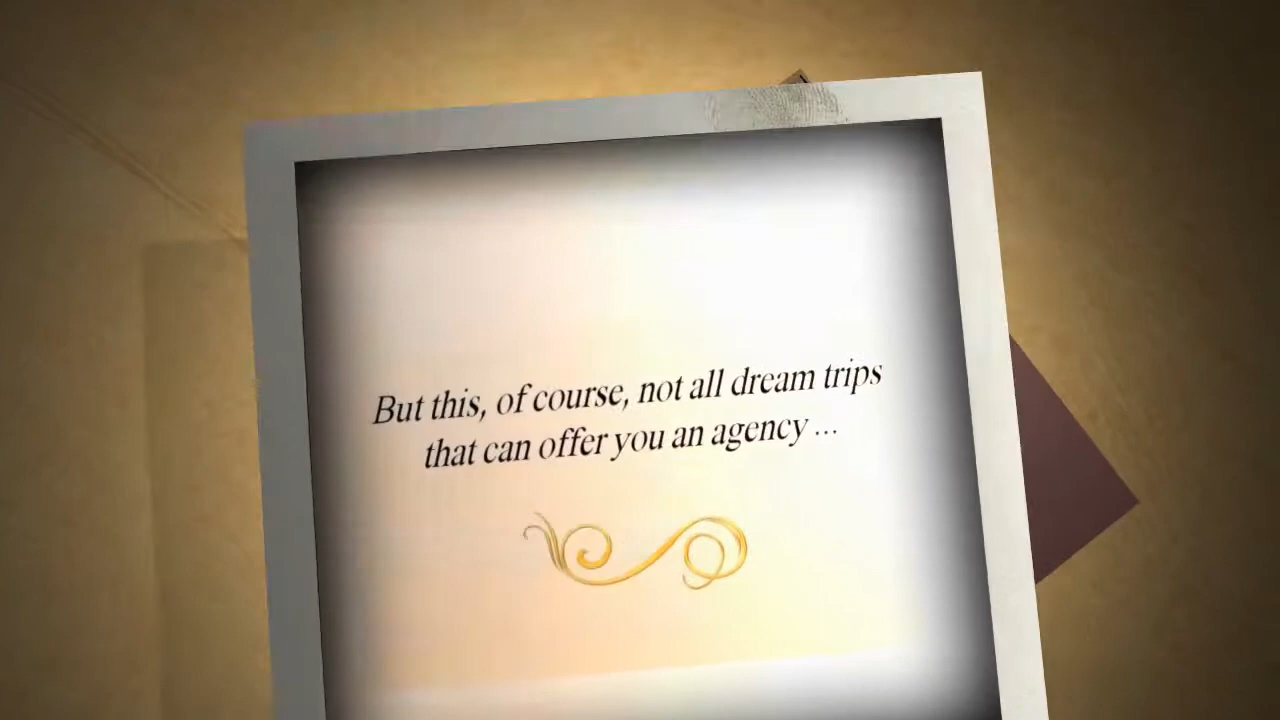 But this, of course, not all dream trips
that can offer you an agency ...